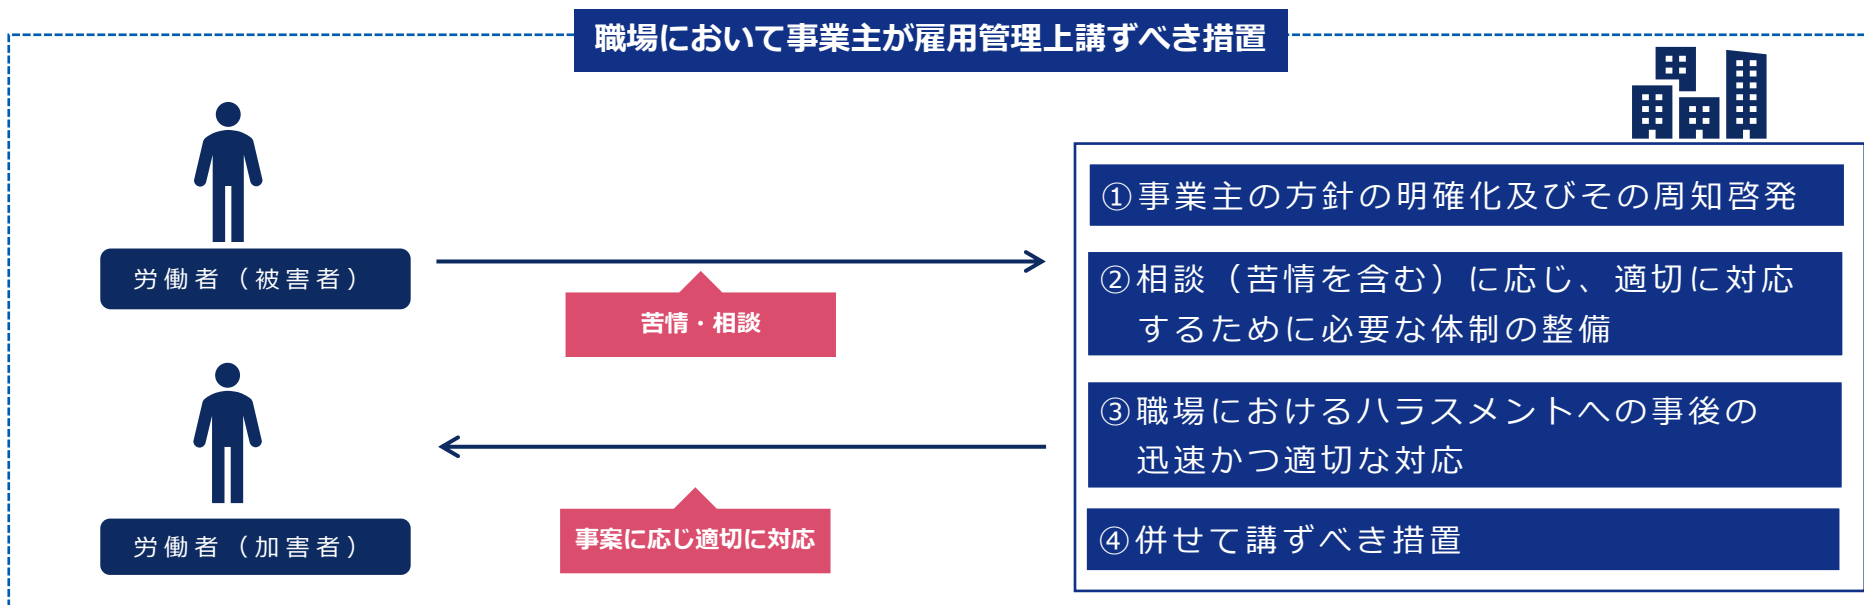 職場において事業主が雇用管理上講ずべき措置
労働者（被害者）
苦情・相談
労働者（加害者）
事案に応じ適切に対応
①事業主の方針の明確化及びその周知啓発
②相談（苦情を含む）に応じ、適切に対応
するために必要な体制の整備
③職場におけるハラスメントへの事後の
迅速かつ適切な対応
④併せて講ずべき措置